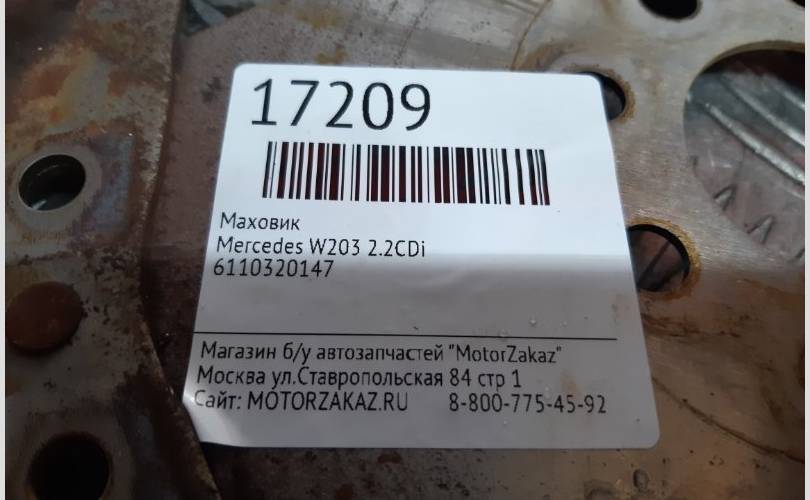 17209
Маховик
Mercedes W203 2.2CDi
6110320147
Магазин б/у автозапчастей "MotorZakaz"
Москва ул.Ставропольская 84 стр 1
Сайт: MOTORZAKAZ.RU 8-800-775-45-92